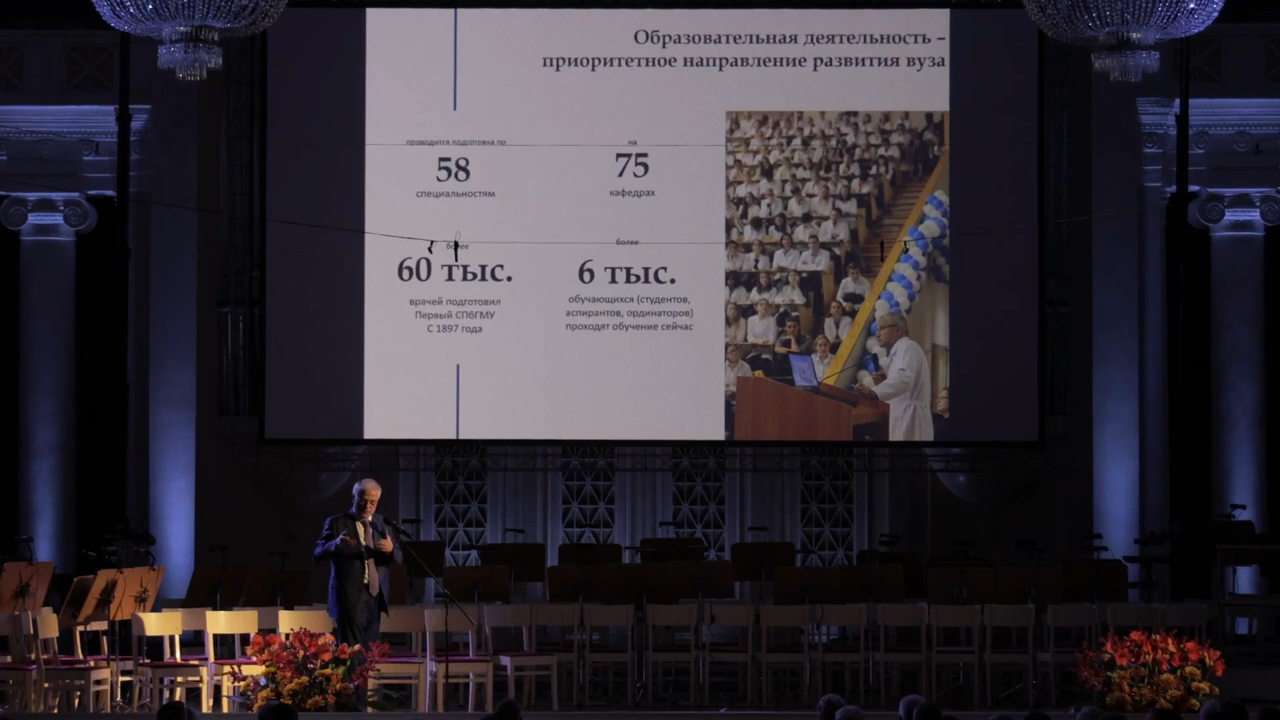 Образовательная деятельность –
приоритетное направление развития вуза
проводится подготовка по
58
специальностям
на
75
кафедрах
более
60 тыс.
врачей подготовил
Первый СПбГМУ
С 1897 года
более
6 тыс.
обучающихся (студентов,
аспирантов, ординаторов)
проходят обучение сейчас